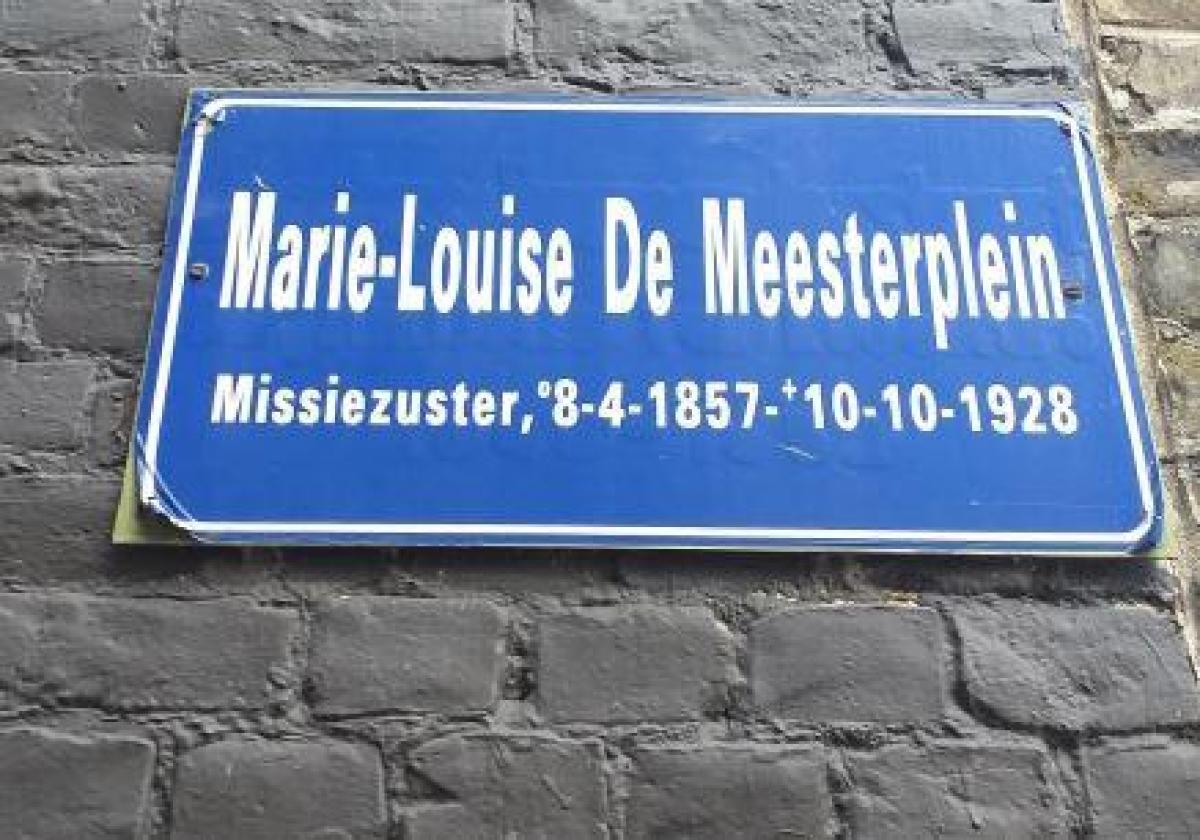 Marie-Louise De Meesterplein
Missiezuster,°8-4-1857-⁺10-10-1928